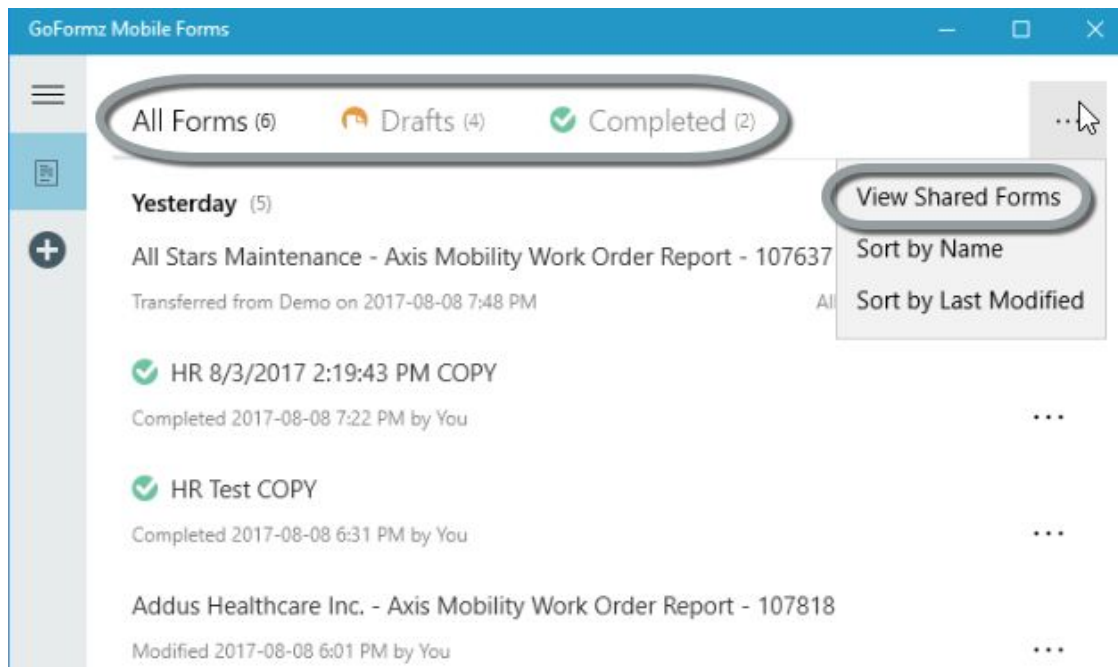 GoFormz Mobile Forms
All Forms (6) Drafts (4) Completed (2)
...
View Shared Forms
Sort by Name
Sort by Last Modified
Yesterday (5)
All Stars Maintenance - Axis Mobility Work Order Report - 107637
Transferred from Demo on 2017-08-08 7:48 PM
All
HR 8/3/2017 2:19:43 PM COPY
Completed 2017-08-08 7:22 PM by You
...
HR Test COPY
Completed 2017-08-08 6:31 PM by You
...
Addus Healthcare Inc. - Axis Mobility Work Order Report - 107818
Modified 2017-08-08 6:01 PM by You
...